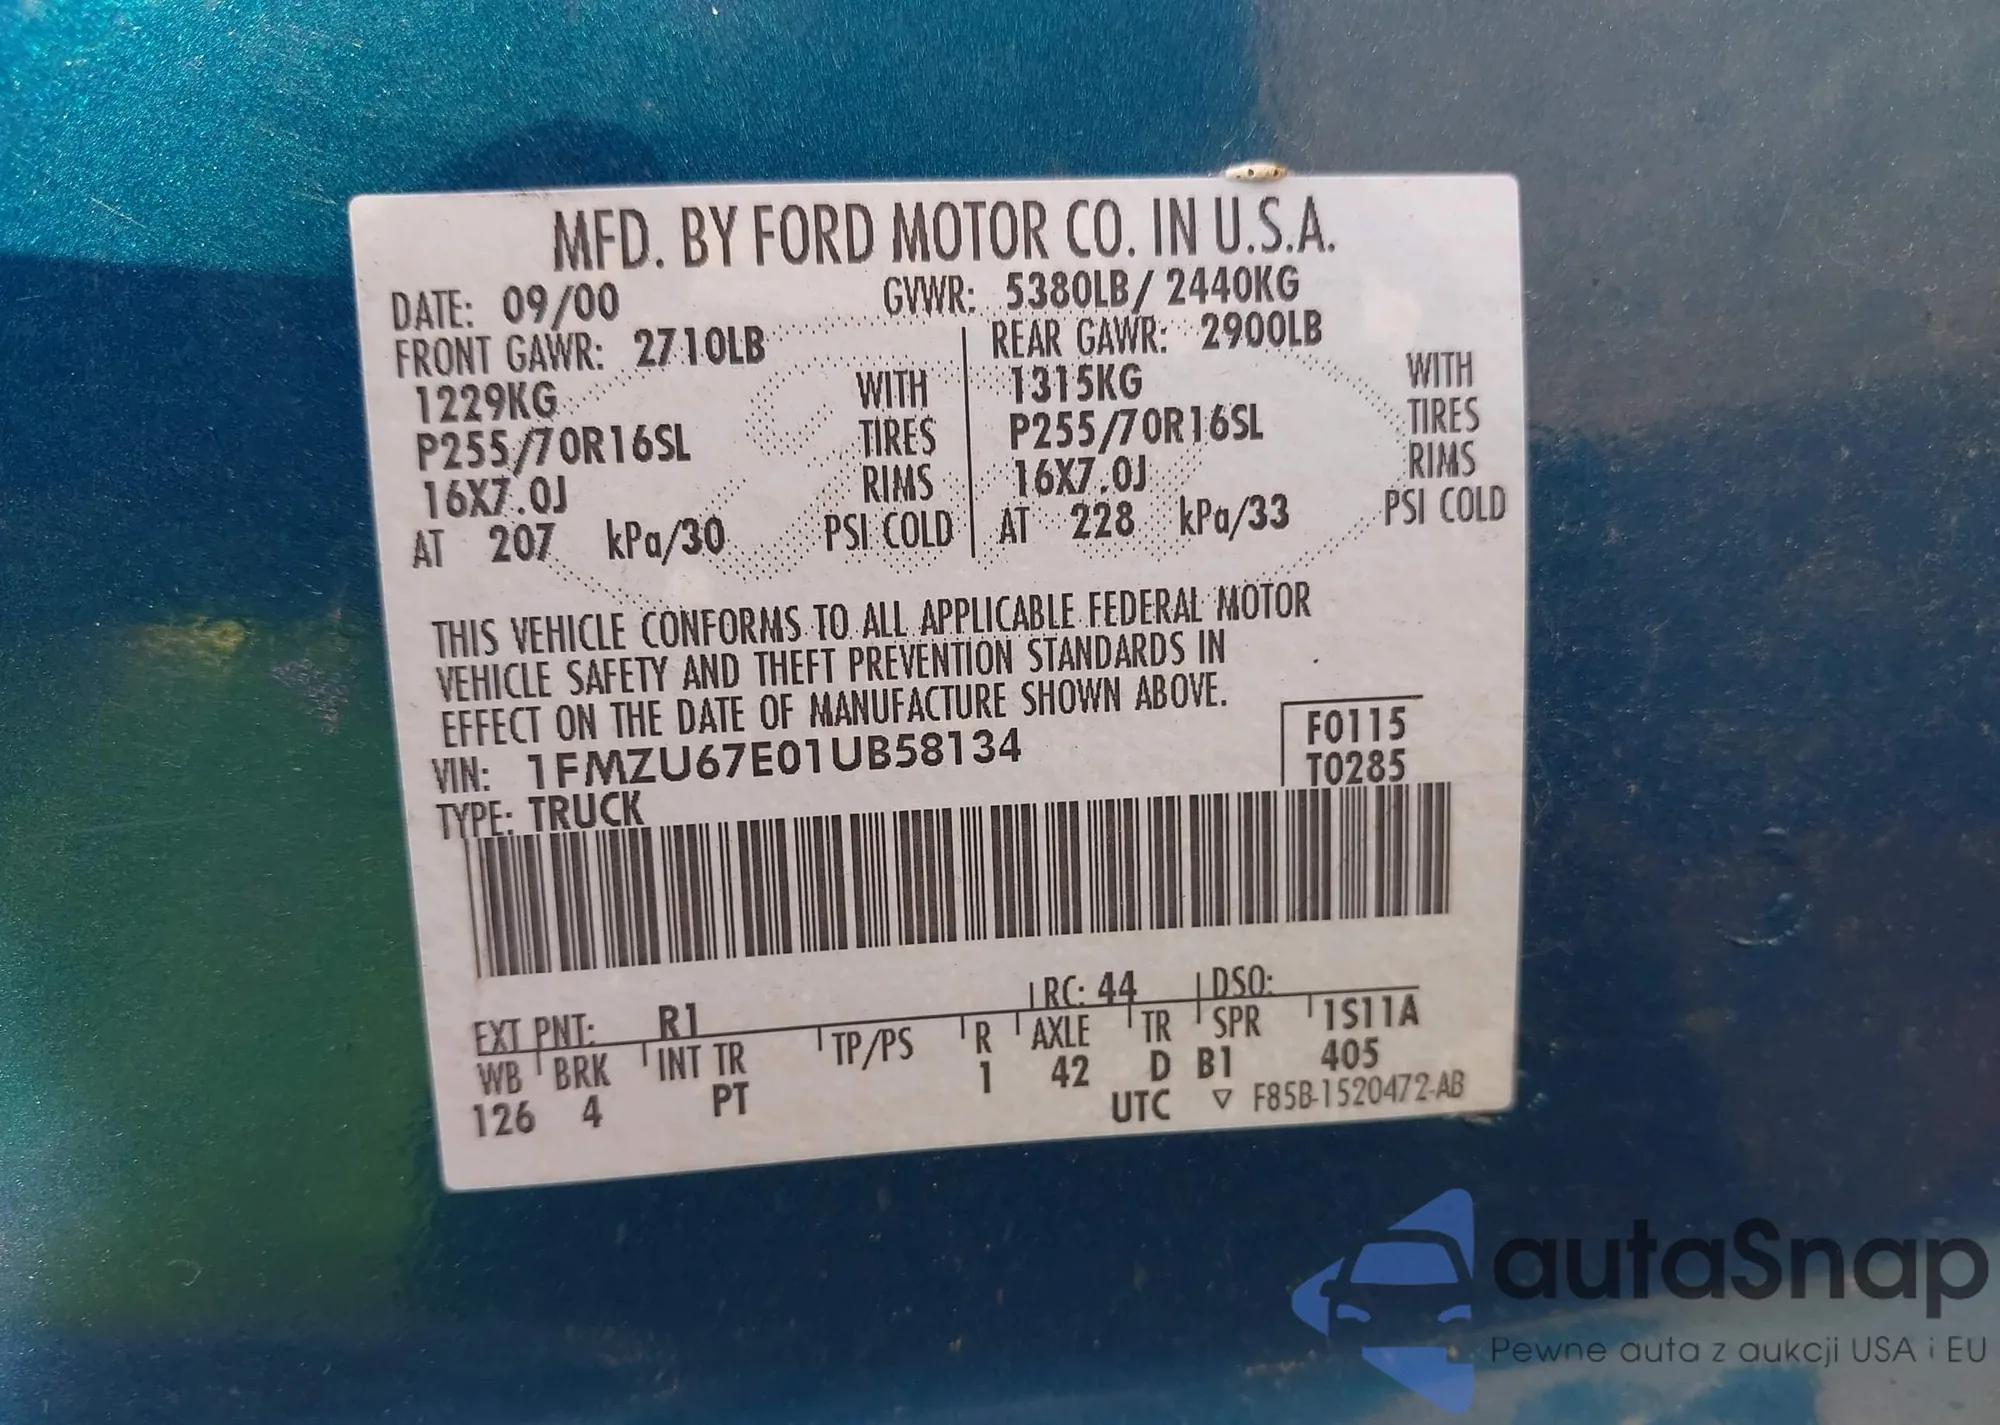 MFD. BY FORD MOTOR CO. IN U.S.A.
DATE: 09/00 GVWR: 5380LB/ 2440KG
FRONT GAWR: 2710LB REAR GAWR: 2900LB
1229KG WITH 1315KG WITH
P255/70R16SL TIRES P255/70R16SL TIRES
16X7.0J RIMS 16X7.0J RIMS
AT 207 kPa/30 PSI COLD AT 228 kPa/33 PSI COLD
THIS VEHICLE CONFORMS TO ALL APPLICABLE FEDERAL MOTOR
VEHICLE SAFETY AND THEFT PREVENTION STANDARDS IN
EFFECT ON THE DATE OF MANUFACTURE SHOWN ABOVE.
VIN: 1FMZU67E01UB58134 F0115
TYPE: TRUCK T0285
EXT PNT: R1 RC: 44 DSO:
WB BRK INT TR TP/PS R AXLE TR SPR 1S11A
126 4 PT 1 42 D B1 405
UTC ▽ F85B-1520472-AB
autaSnap
Pewne auta z aukcji USA i EU